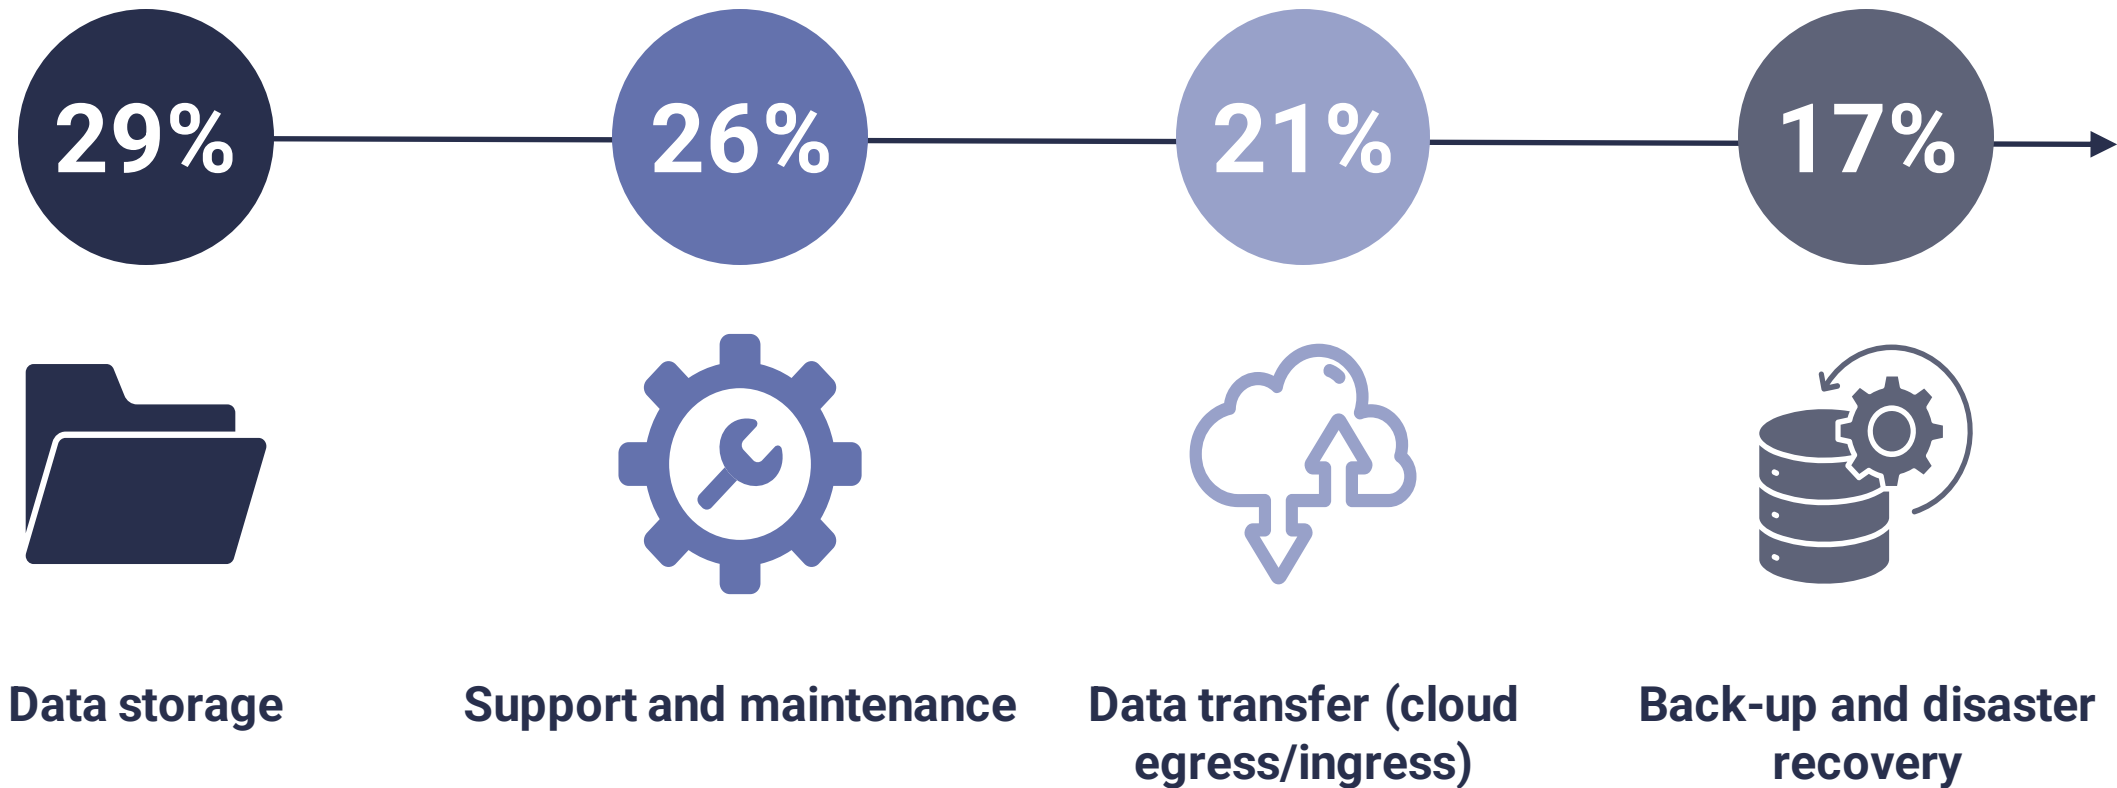 29%
26%
21%
17%
Data storage
Support and maintenance
Data transfer (cloud
egress/ingress)
Back-up and disaster
recovery